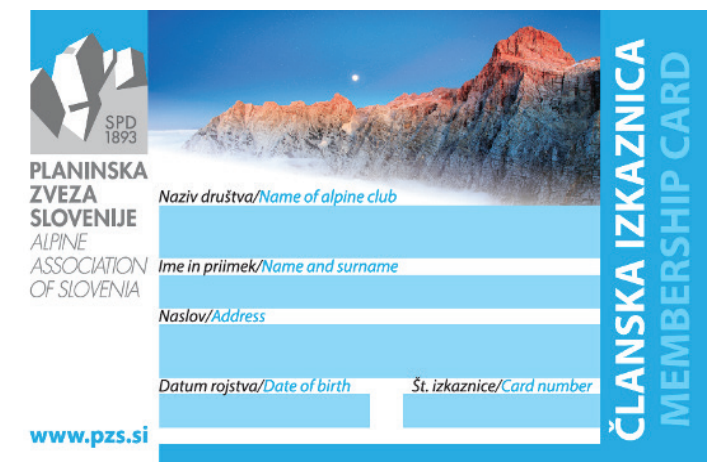 SPD
1893
PLANINSKA
ZVEZA
SLOVENIJE
ALPINE
ASSOCIATION
OF SLOVENIA
www.pzs.si
Naziv društva/Name of alpine club
Ime in priimek/Name and surname
Naslov/Address
Datum rojstva/Date of birth
Št. izkaznice/Card number
ČLANSKA IZKAZNICA
MEMBERSHIP CARD